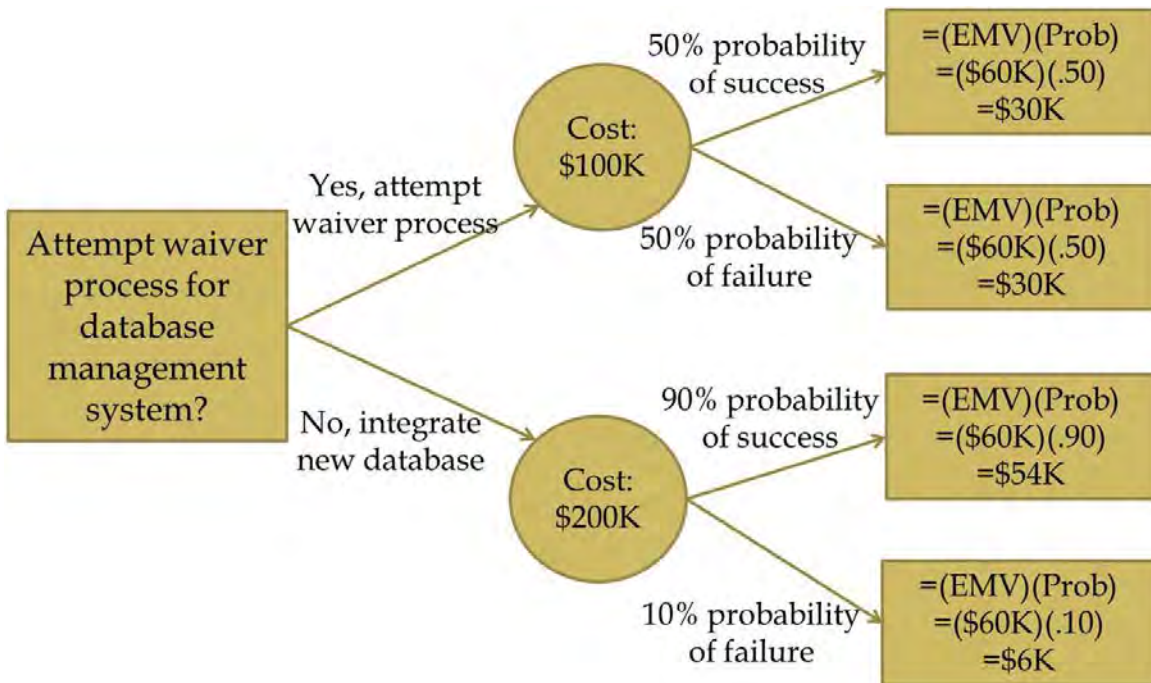 Attempt waiver
process for
database
management
system?
Yes, attempt
waiver process
No, integrate
new database
Cost:
$100K
Cost:
$200K
50% probability
of success
50% probability
of failure
90% probability
of success
10% probability
of failure
=(EMV)(Prob)
=($60K)(.50)
=$30K
=(EMV)(Prob)
=($60K)(.50)
=$30K
=(EMV)(Prob)
=($60K)(.90)
=$54K
=(EMV)(Prob)
=($60K)(.10)
=$6K